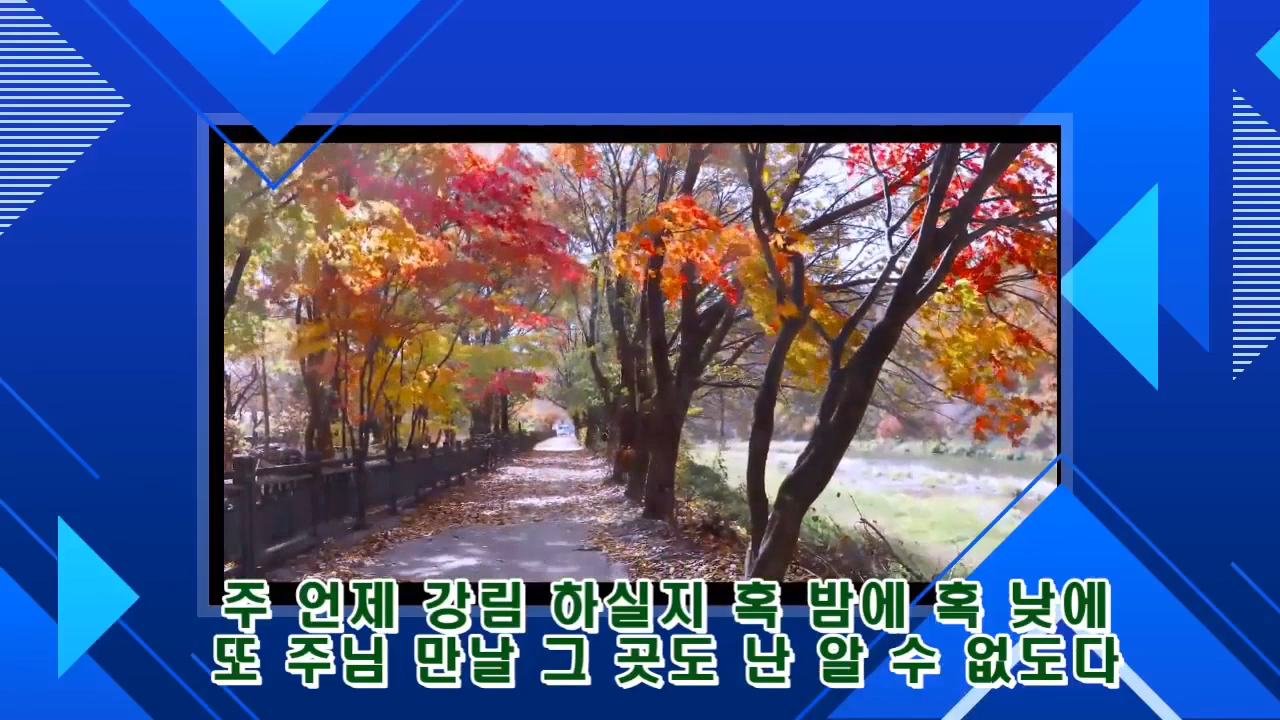 주 언제 강림 하실지 혹 밤에 혹 낮에
또 주님 만날 그 곳도 난 알 수 없도다